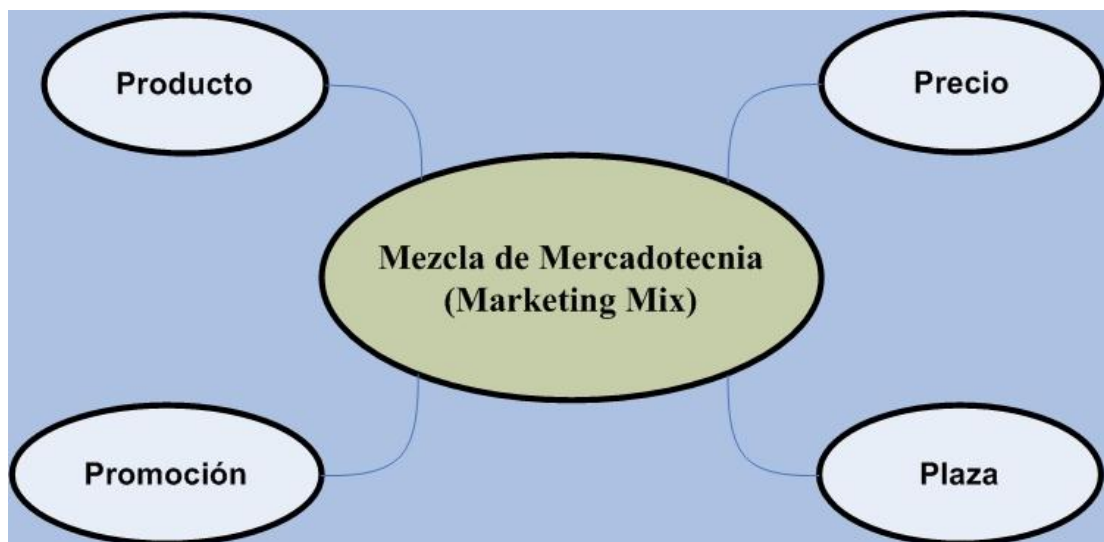 Producto
Precio
Mezcla de Mercadotecnia
(Marketing Mix)
Promoción
Plaza